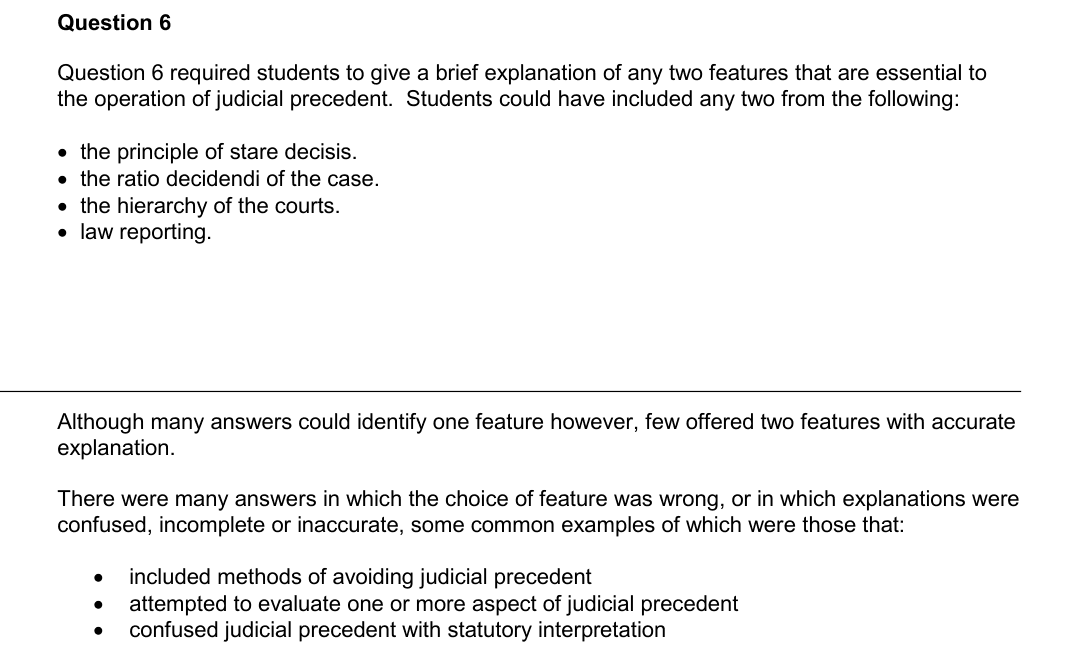 Question 6
Question 6 required students to give a brief explanation of any two features that are essential to
the operation of judicial precedent.  Students could have included any two from the following:
• the principle of stare decisis.
• the ratio decidendi of the case.
• the hierarchy of the courts.
• law reporting.
Although many answers could identify one feature however, few offered two features with accurate
explanation.
There were many answers in which the choice of feature was wrong, or in which explanations were
confused, incomplete or inaccurate, some common examples of which were those that:
• included methods of avoiding judicial precedent
• attempted to evaluate one or more aspect of judicial precedent
• confused judicial precedent with statutory interpretation